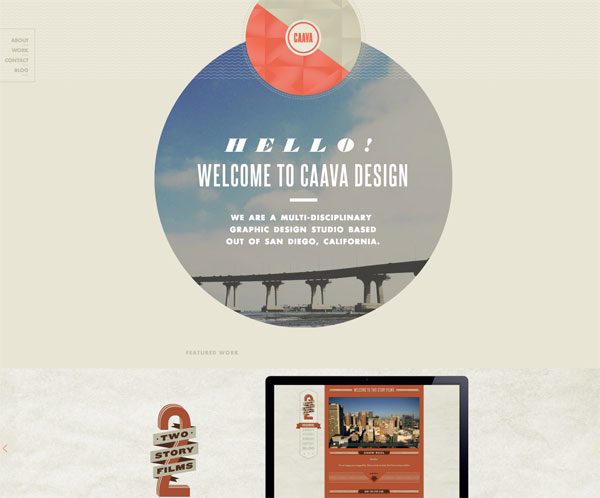 ABOUT
WORK
CONTACT
BLOG
CAAVA
HELLO!
WELCOME TO CAAVA DESIGN
WE ARE A MULTI-DISCIPLINARY
GRAPHIC DESIGN STUDIO BASED
OUT OF SAN DIEGO, CALIFORNIA.
FEATURED WORK
2
TWO
STORY
FILMS
WELCOME TO TWO STORY FILMS